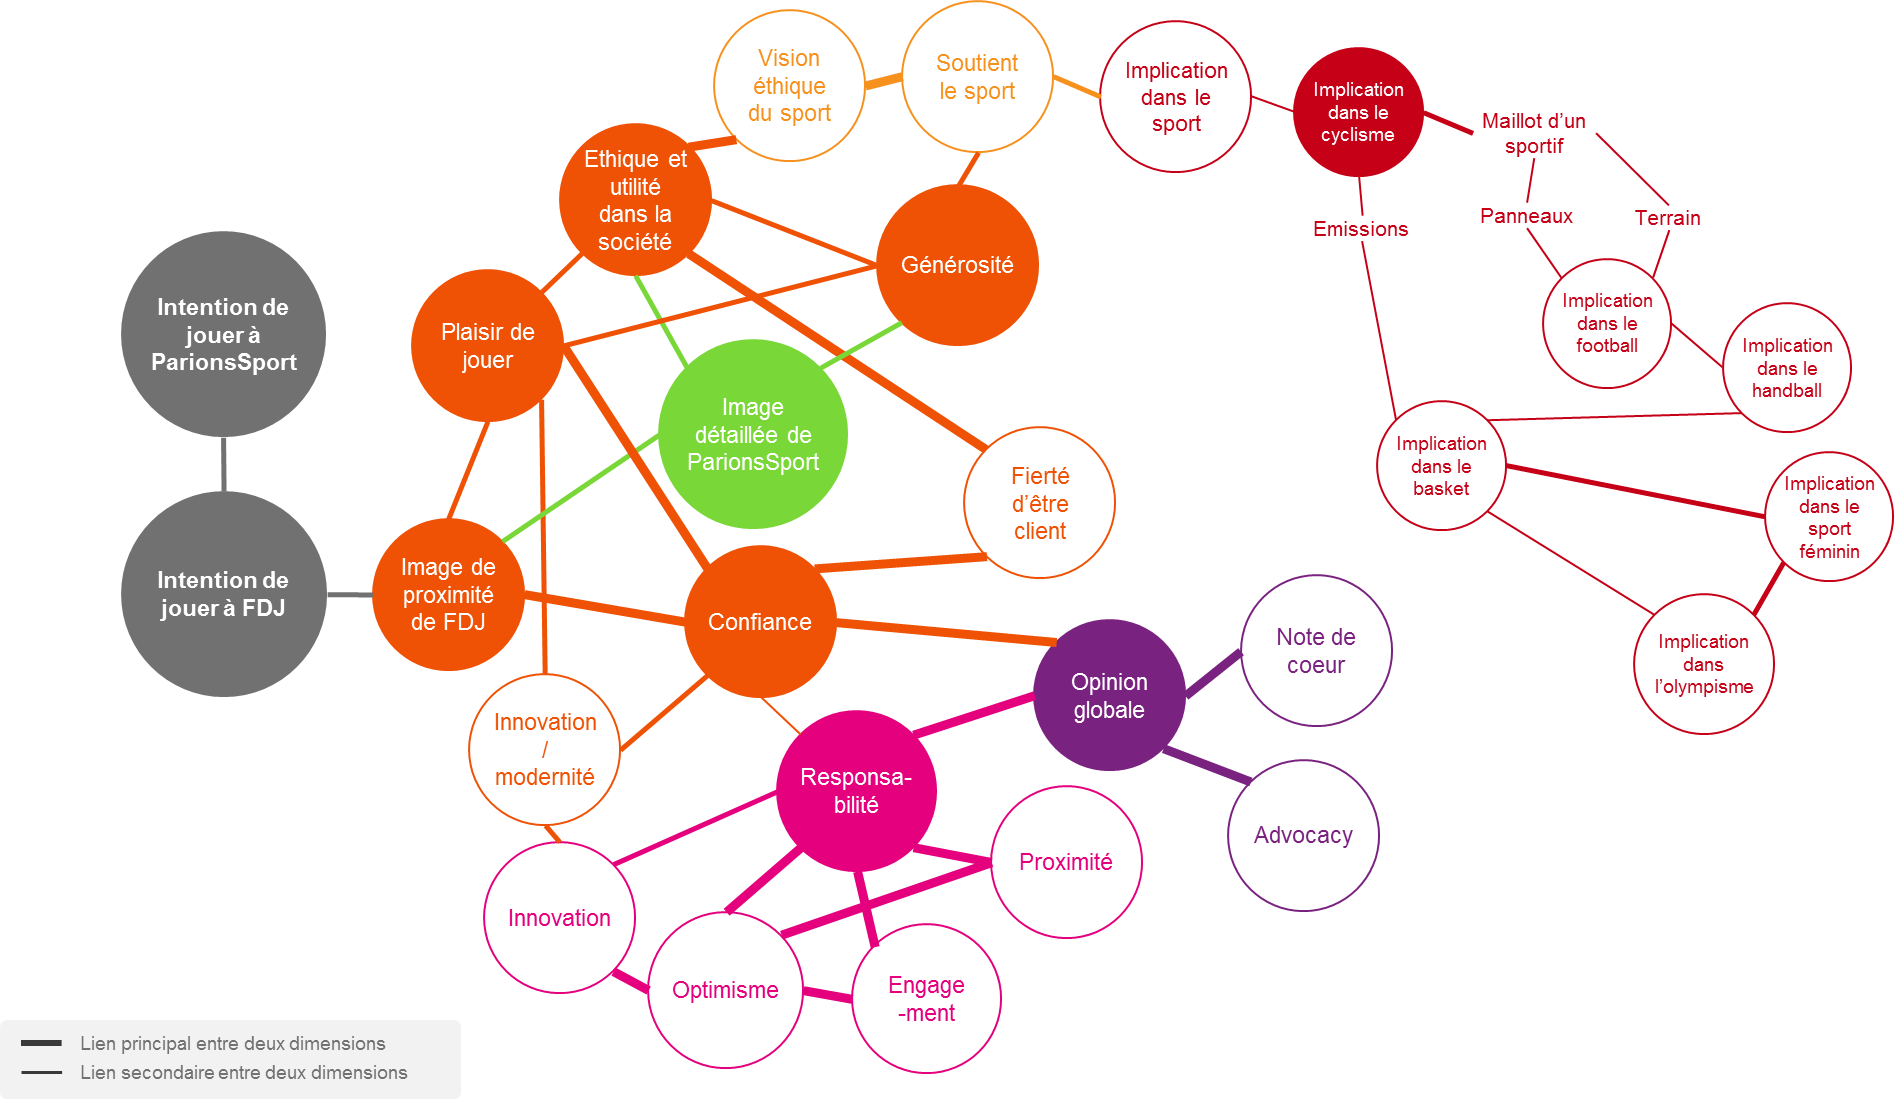 Vision
éthique
du sport
Soutient
le sport
Implication
dans le
sport
Implication
dans le
cyclisme
Maillot d’un
sportif
Panneaux
Terrain
Emissions
Ethique et
utilité
dans la
société
Générosité
Intention de
jouer à
ParionsSport
Plaisir de
jouer
Implication
dans le
football
Implication
dans le
handball
Image
détaillée de
ParionsSport
Implication
dans le
basket
Fierté
d’être
client
Implication
dans le
sport
féminin
Intention de
jouer à FDJ
Image de
proximité
de FDJ
Confiance
Note de
coeur
Implication
dans
l’olympisme
Opinion
globale
Innovation
/
modernité
Responsa-
bilité
Advocacy
Proximité
Innovation
Optimisme
Engage
-ment
Lien principal entre deux dimensions
Lien secondaire entre deux dimensions